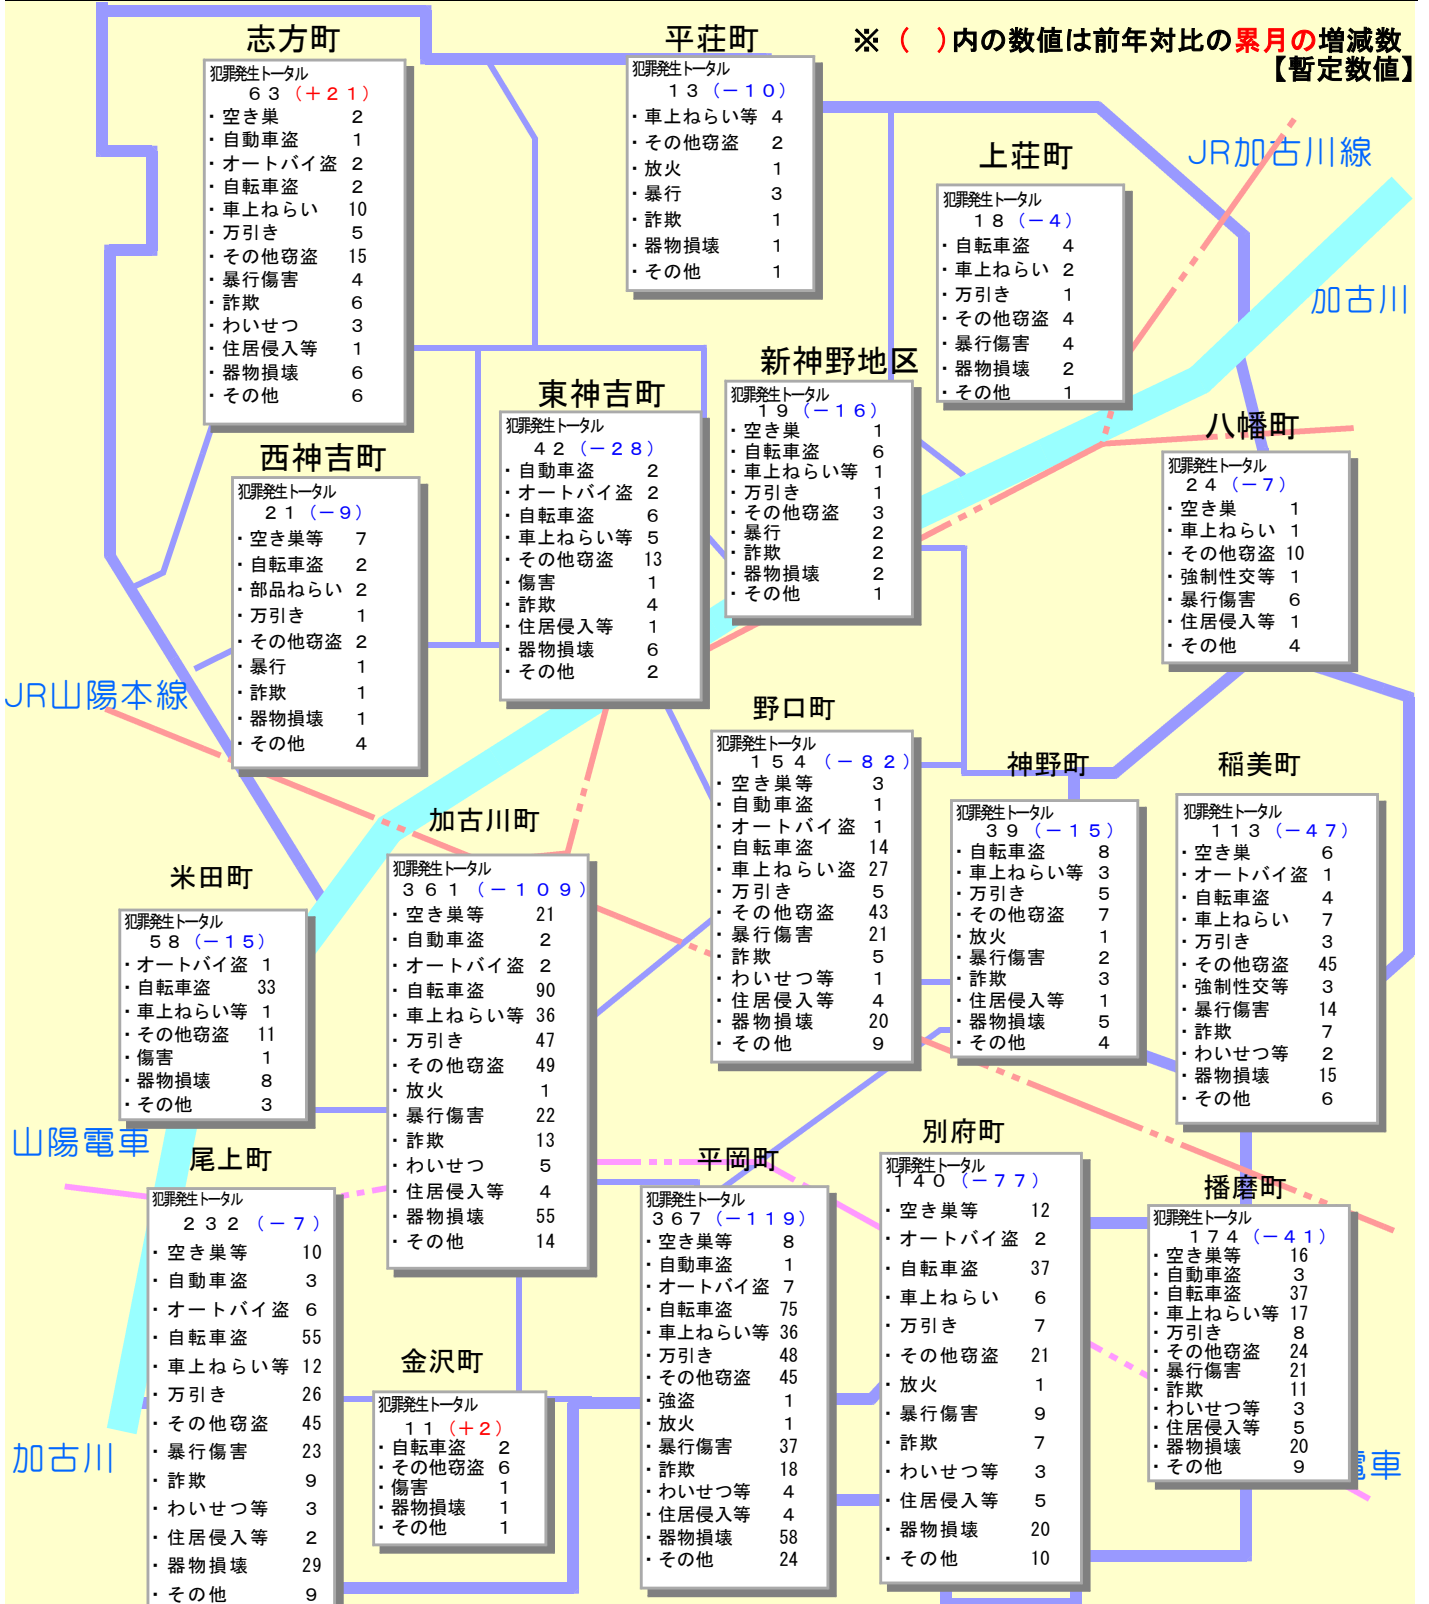 ※（　）内の数値は前年対比の累月の増減数
【暫定数値】
志方町
犯罪発生トータル
６３（＋２１）
・空き巣 2
・自動車盗 1
・オートバイ盗 2
・自転車盗 2
・車上ねらい 10
・万引き 5
・その他窃盗 15
・暴行傷害 4
・詐欺 6
・わいせつ 3
・住居侵入等 1
・器物損壊 6
・その他 6
平荘町
犯罪発生トータル
１３（－１０）
・車上ねらい等 4
・その他窃盗 2
・放火 1
・暴行 3
・詐欺 1
・器物損壊 1
・その他 1
上荘町
犯罪発生トータル
１８（－４）
・自転車盗 4
・車上ねらい 2
・万引き 1
・その他窃盗 4
・暴行傷害 4
・器物損壊 2
・その他 1
JR加古川線
加古川
新神野地区
犯罪発生トータル
１９（－１６）
・空き巣 1
・自転車盗 6
・車上ねらい等 1
・万引き 1
・その他窃盗 3
・暴行 2
・詐欺 2
・器物損壊 2
・その他 1
東神吉町
犯罪発生トータル
４２（－２８）
・自動車盗 2
・オートバイ盗 2
・自転車盗 6
・車上ねらい等 5
・その他窃盗 13
・傷害 1
・詐欺 4
・住居侵入等 1
・器物損壊 6
・その他 2
八幡町
犯罪発生トータル
２４（－７）
・空き巣 1
・車上ねらい 1
・その他窃盗 10
・強制性交等 1
・暴行傷害 6
・住居侵入等 1
・その他 4
西神吉町
犯罪発生トータル
２１（－９）
・空き巣等 7
・自転車盗 2
・部品ねらい 2
・万引き 1
・その他窃盗 2
・暴行 1
・詐欺 1
・器物損壊 1
・その他 4
JR山陽本線
野口町
犯罪発生トータル
１５４（－８２）
・空き巣等 3
・自動車盗 1
・オートバイ盗 1
・自転車盗 14
・車上ねらい盗 27
・万引き 5
・その他窃盗 43
・暴行傷害 21
・詐欺 5
・わいせつ等 1
・住居侵入等 4
・器物損壊 20
・その他 9
神野町
犯罪発生トータル
３９（－１５）
・自転車盗 8
・車上ねらい等 3
・万引き 5
・その他窃盗 7
・放火 1
・暴行傷害 2
・詐欺 3
・住居侵入等 1
・器物損壊 5
・その他 4
稲美町
犯罪発生トータル
１１３（－４７）
・空き巣 6
・オートバイ盗 1
・自転車盗 4
・車上ねらい 7
・万引き 3
・その他窃盗 45
・強制性交等 3
・暴行傷害 14
・詐欺 7
・わいせつ等 2
・器物損壊 15
・その他 6
加古川町
犯罪発生トータル
３６１（－１０９）
・空き巣等 21
・自動車盗 2
・オートバイ盗 2
・自転車盗 90
・車上ねらい等 36
・万引き 47
・その他窃盗 49
・放火 1
・暴行傷害 22
・詐欺 13
・わいせつ 5
・住居侵入等 4
・器物損壊 55
・その他 14
米田町
犯罪発生トータル
５８（－１５）
・オートバイ盗 1
・自転車盗 33
・車上ねらい等 1
・その他窃盗 11
・傷害 1
・器物損壊 8
・その他 3
山陽電車
尾上町
犯罪発生トータル
２３２（－７）
・空き巣等 10
・自動車盗 3
・オートバイ盗 6
・自転車盗 55
・車上ねらい等 12
・万引き 26
・その他窃盗 45
・暴行傷害 23
・詐欺 9
・わいせつ等 3
・住居侵入等 2
・器物損壊 29
・その他 9
加古川
金沢町
犯罪発生トータル
１１（＋２）
・自転車盗 2
・その他窃盗 6
・傷害 1
・器物損壊 1
・その他 1
平岡町
犯罪発生トータル
３６７（－１１９）
・空き巣等 8
・自動車盗 1
・オートバイ盗 7
・自転車盗 75
・車上ねらい等 36
・万引き 48
・その他窃盗 45
・強盗 1
・放火 1
・暴行傷害 37
・詐欺 18
・わいせつ等 4
・住居侵入等 4
・器物損壊 58
・その他 24
別府町
犯罪発生トータル
１４０（－７７）
・空き巣等 12
・オートバイ盗 2
・自転車盗 37
・車上ねらい 6
・万引き 7
・その他窃盗 21
・放火 1
・暴行傷害 9
・詐欺 7
・わいせつ等 3
・住居侵入等 5
・器物損壊 20
・その他 10
播磨町
犯罪発生トータル
１７４（－４１）
・空き巣等 16
・自動車盗 3
・自転車盗 37
・車上ねらい等 17
・万引き 8
・その他窃盗 24
・暴行傷害 21
・詐欺 11
・わいせつ等 3
・住居侵入等 5
・器物損壊 20
・その他 9
電車